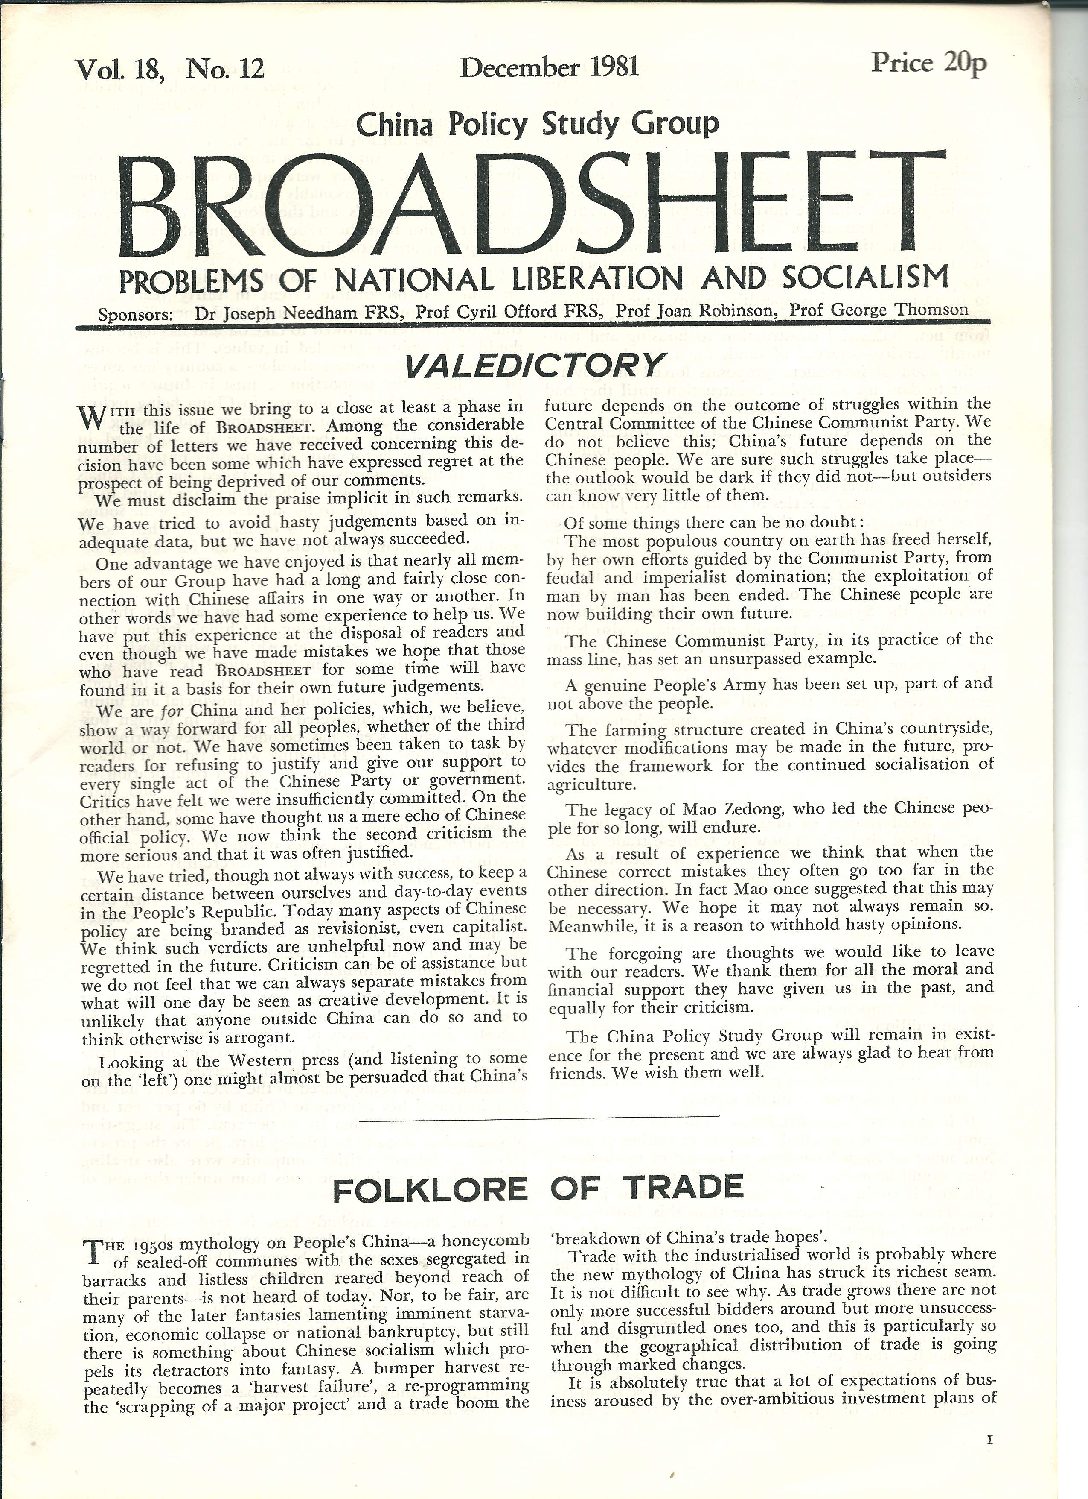 Vol. 18, No. 12
December 1981
Price 20p
China Policy Study Group
BROADSHEET
PROBLEMS OF NATIONAL LIBERATION AND SOCIALISM
Sponsors: Dr Joseph Needham FRS, Prof Cyril Offord FRS, Prof Joan Robinson, Prof George Thomson
VALEDICTORY
WITH this issue we bring to a close at least a phase in
the life of BROADSHEET. Among the considerable
number of letters we have received concerning this de-
cision have been some which have expressed regret at the
prospect of being deprived of our comments.
We must disclaim the praise implicit in such remarks.
We have tried to avoid hasty judgements based on in-
adequate data, but we have not always succeeded.
One advantage we have enjoyed is that nearly all mem-
bers of our Group have had a long and fairly close con-
nection with Chinese affairs in one way or another. In
other words we have had some experience to help us. We
have put this experience at the disposal of readers and
even though we have made mistakes we hope that those
who have read BROADSHEET for some time will have
found in it a basis for their own future judgements.
We are for China and her policies, which, we believe,
show a way forward for all peoples, whether of the third
world or not. We have sometimes been taken to task by
readers for refusing to justify and give our support to
every single act of the Chinese Party or government.
Critics have felt we were insufficiently committed. On the
other hand, some have thought us a mere echo of Chinese
official policy. We now think the second criticism the
more serious and that it was often justified.
We have tried, though not always with success, to keep a
certain distance between ourselves and day-to-day events
in the People's Republic. Today many aspects of Chinese
policy are being branded as revisionist, even capitalist.
We think such verdicts are unhelpful now and may be
regretted in the future. Criticism can be of assistance but
we do not feel that we can always separate mistakes from
what will one day be seen as creative development. It is
unlikely that anyone outside China can do so and to
think otherwise is arrogant.
Looking at the Western press (and listening to some
on the 'left') one might almost be persuaded that China's
future depends on the outcome of struggles within the
Central Committee of the Chinese Communist Party. We
do not believe this; China's future depends on the
Chinese people. We are sure such struggles take place—
the outlook would be dark if they did not—but outsiders
can know very little of them.
Of some things there can be no doubt:
The most populous country on earth has freed herself,
by her own efforts guided by the Communist Party, from
feudal and imperialist domination; the exploitation of
man by man has been ended. The Chinese people are
now building their own future.
The Chinese Communist Party, in its practice of the
mass line, has set an unsurpassed example.
A genuine People's Army has been set up, part of and
not above the people.
The farming structure created in China's countryside,
whatever modifications may be made in the future, pro-
vides the framework for the continued socialisation of
agriculture.
The legacy of Mao Zedong, who led the Chinese peo-
ple for so long, will endure.
As a result of experience we think that when the
Chinese correct mistakes they often go too far in the
other direction. In fact Mao once suggested that this may
be necessary. We hope it may not always remain so.
Meanwhile, it is a reason to withhold hasty opinions.
The foregoing are thoughts we would like to leave
with our readers. We thank them for all the moral and
financial support they have given us in the past, and
equally for their criticism.
The China Policy Study Group will remain in exist-
ence for the present and we are always glad to hear from
friends. We wish them well.
FOLKLORE OF TRADE
THE 1950s mythology on People's China—a honeycomb
of sealed-off communes with the sexes segregated in
barracks and listless children reared beyond reach of
their parents—is not heard of today. Nor, to be fair, are
many of the later fantasies lamenting imminent starva-
tion, economic collapse or national bankruptcy, but still
there is something about Chinese socialism which pro-
pels its detractors into fantasy. A bumper harvest re-
peatedly becomes a 'harvest failure', a re-programming
the 'scrapping of a major project' and a trade boom the
'breakdown of China's trade hopes'.
Trade with the industrialised world is probably where
the new mythology of China has struck its richest seam.
It is not difficult to see why. As trade grows there are not
only more successful bidders around but more unsuccess-
ful and disgruntled ones too, and this is particularly so
when the geographical distribution of trade is going
through marked changes.
It is absolutely true that a lot of expectations of bus-
iness aroused by the over-ambitious investment plans of
1